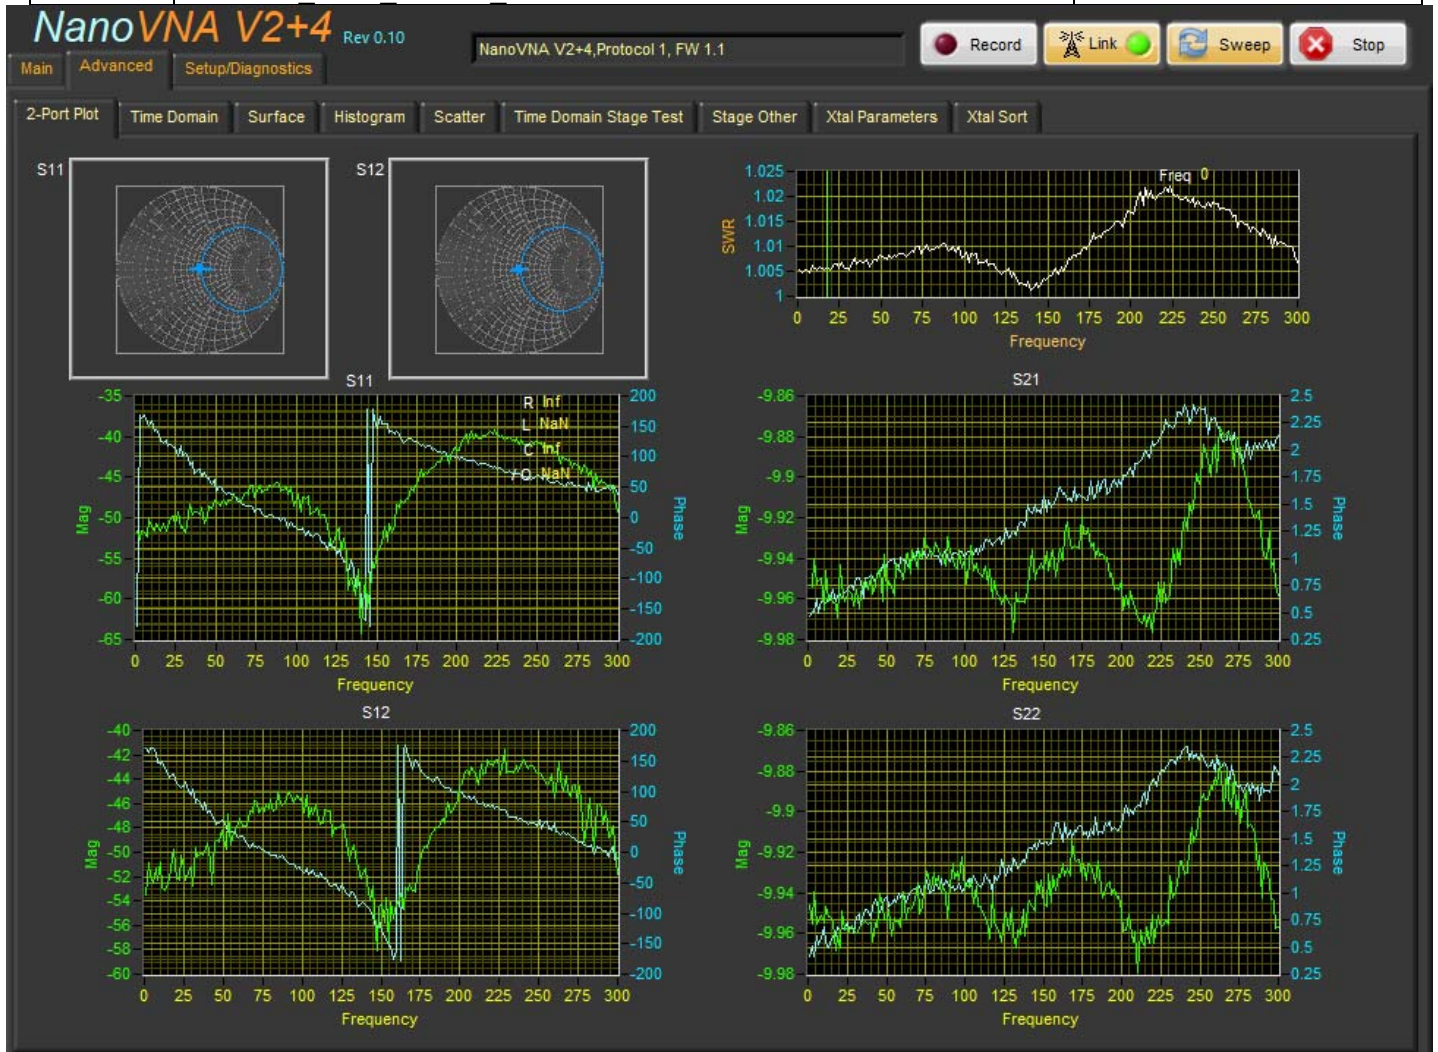 NanoVNA V2+4 Rev 0.10
NanoVNA V2+4,Protocol 1, FW 1.1
Record
Link
Sweep
Stop
Main
Advanced
Setup/Diagnostics
2-Port Plot
Time Domain
Surface
Histogram
Scatter
Time Domain Stage Test
Stage Other
Xtal Parameters
Xtal Sort
S11
S12
SWR
1.025
1.02
1.015
1.01
1.005
1
Freq 0
0 25 50 75 100 125 150 175 200 225 250 275 300
Frequency
S11
Mag
-35
-40
-45
-50
-55
-60
-65
R Inf
L NaN
C Inf
NaN
200
150
100
50
0
-50
-100
-150
-200
Phase
0 25 50 75 100 125 150 175 200 225 250 275 300
Frequency
S21
Mag
-9.86
-9.88
-9.9
-9.92
-9.94
-9.96
-9.98
2.5
2.25
2
1.75
1.5
1.25
1
0.75
0.5
0.25
Phase
0 25 50 75 100 125 150 175 200 225 250 275 300
Frequency
S12
Mag
-40
-42
-44
-46
-48
-50
-52
-54
-56
-58
-60
200
150
100
50
0
-50
-100
-150
-200
Phase
0 25 50 75 100 125 150 175 200 225 250 275 300
Frequency
S22
Mag
-9.86
-9.88
-9.9
-9.92
-9.94
-9.96
-9.98
2.5
2.25
2
1.75
1.5
1.25
1
0.75
0.5
0.25
Phase
0 25 50 75 100 125 150 175 200 225 250 275 300
Frequency